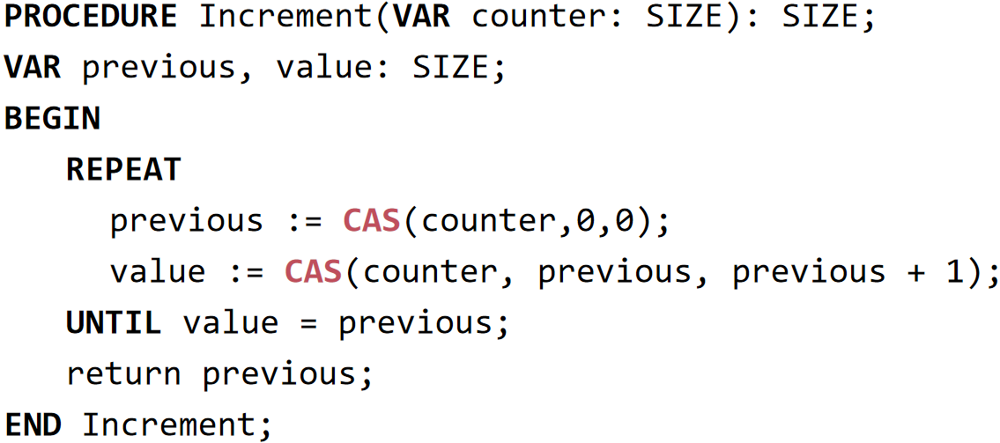 PROCEDURE Increment(VAR counter: SIZE): SIZE;
VAR previous, value: SIZE;
BEGIN
REPEAT
previous := CAS(counter,0,0);
value := CAS(counter, previous, previous + 1);
UNTIL value = previous;
return previous;
END Increment;